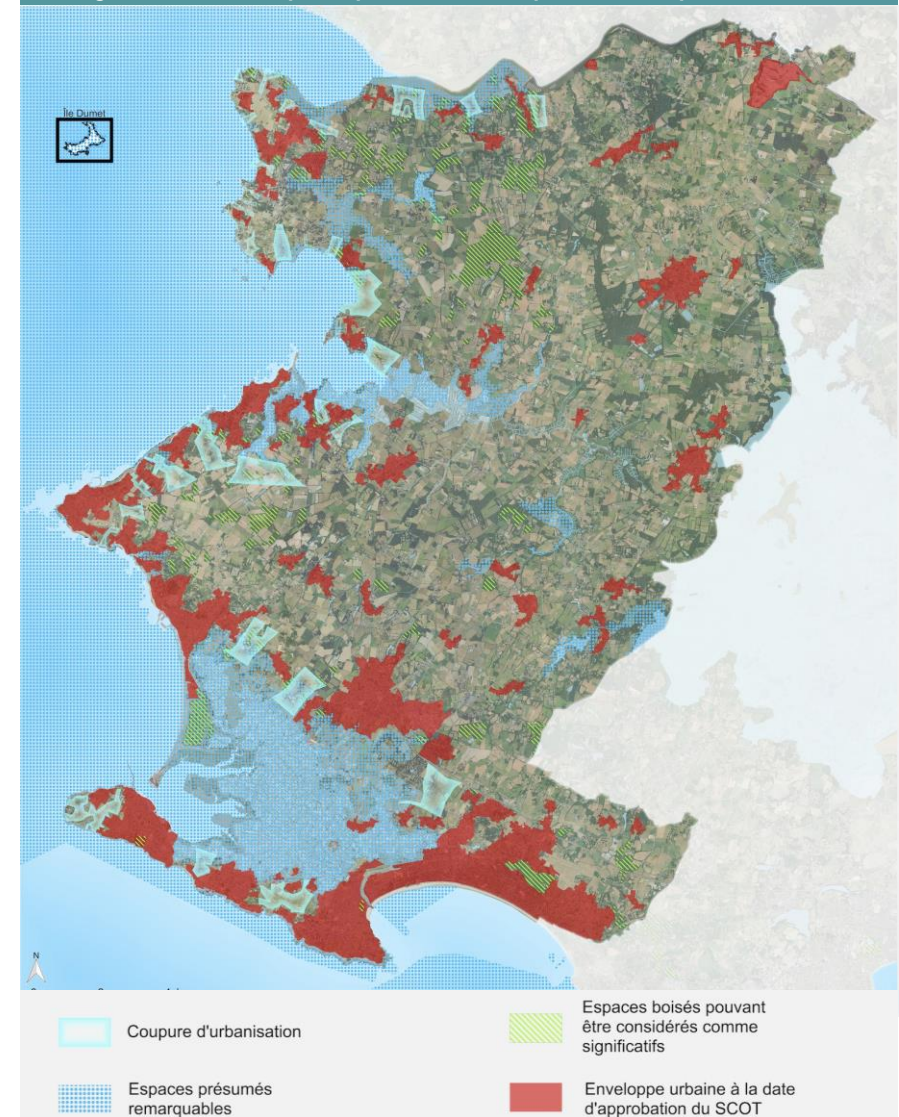 Île Dumet
N
Coupure d'urbanisation
Espaces présumés
remarquables
Espaces boisés pouvant
être considérés comme
significatifs
Enveloppe urbaine à la date
d'approbation du SCOT